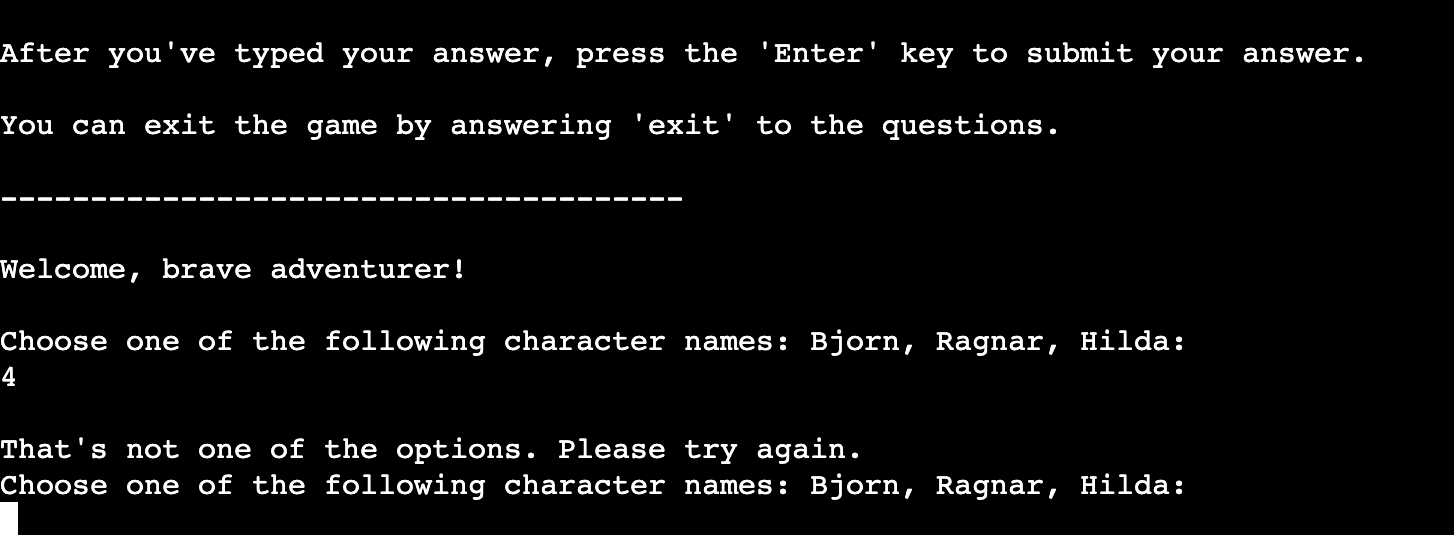 After you've typed your answer, press the 'Enter' key to submit your answer.
You can exit the game by answering 'exit' to the questions.
--------------------------------------
Welcome, brave adventurer!
Choose one of the following character names: Bjorn, Ragnar, Hilda:
4
That's not one of the options. Please try again.
Choose one of the following character names: Bjorn, Ragnar, Hilda: